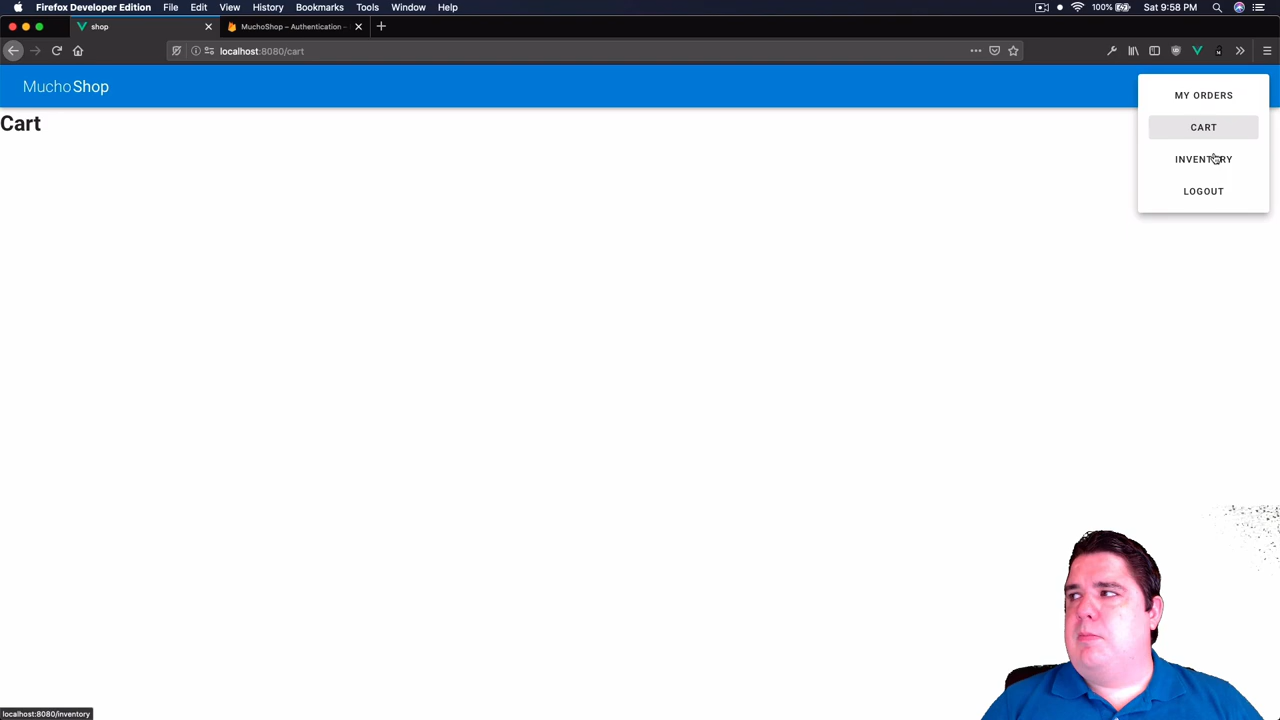 Firefox Developer Edition File Edit View History Bookmarks Tools Window Help 100% Sat 9:58 PM
shop
MuchoShop – Authentication –
localhost:8080/cart
MuchoShop
MY ORDERS
Cart
CART
INVENTORY
LOGOUT
localhost:8080/inventory